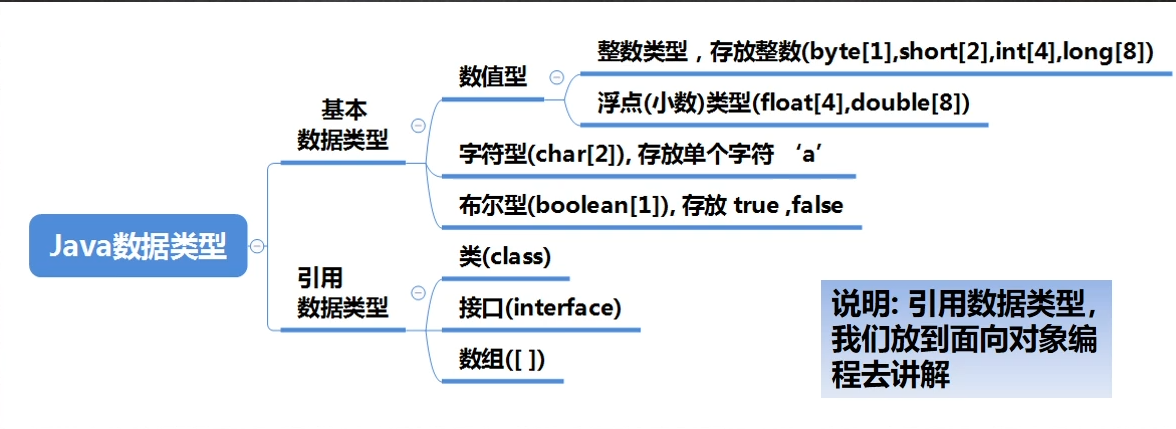 Java数据类型
基本
数据类型
数值型
整数类型，存放整数(byte[1],short[2],int[4],long[8])
浮点(小数)类型(float[4],double[8])
字符型(char[2]), 存放单个字符 ‘a’
布尔型(boolean[1]), 存放 true ,false
引用
数据类型
类(class)
接口(interface)
数组([ ])
说明: 引用数据类型,
我们放到面向对象编
程去讲解